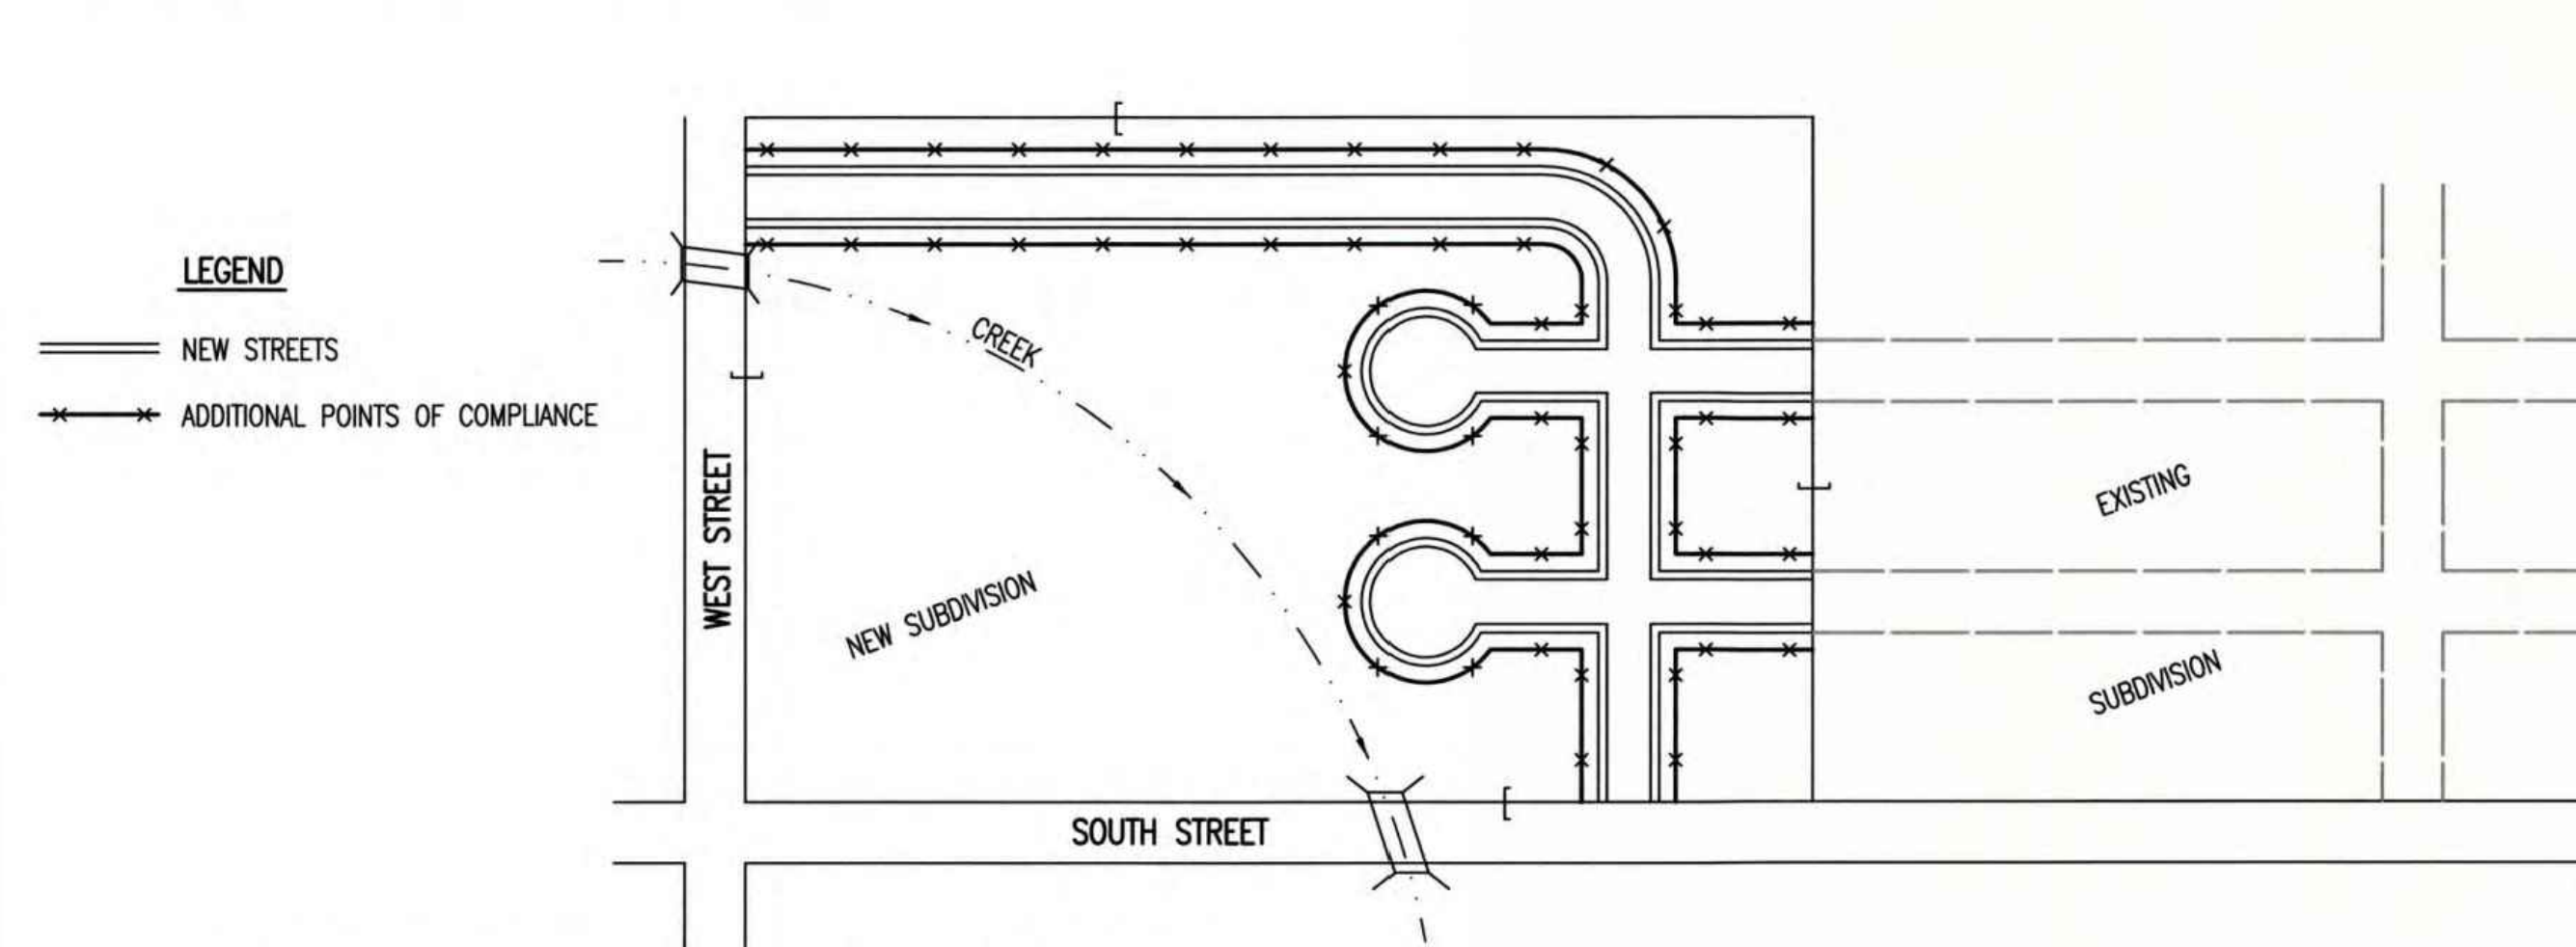 LEGEND
NEW STREETS
ADDITIONAL POINTS OF COMPLIANCE
CREEK
WEST STREET
NEW SUBDIVISION
SOUTH STREET
EXISTING
SUBDIVISION